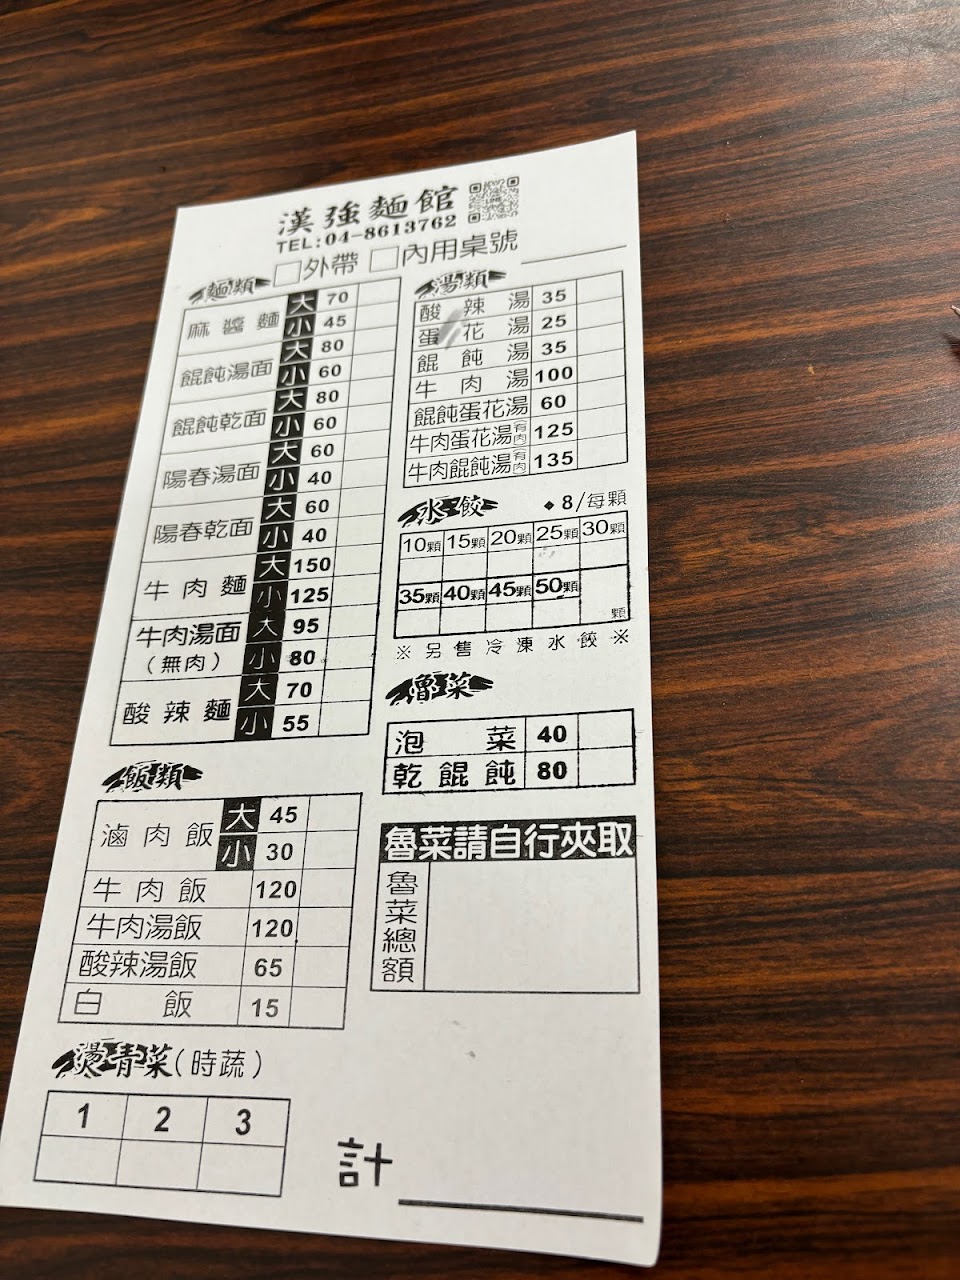 漢強麵館
TEL:04-8613762
□外帶 □內用桌號
麵類
麻醬麵 大 70
小 45
餛飩湯面 大 80
小 60
餛飩乾面 大 80
小 60
陽春湯面 大 60
小 40
陽春乾面 大 60
小 40
牛肉麵 大 150
小 125
牛肉湯面 大 95
(無肉) 小 80
酸辣麵 大 70
小 55
飯類
滷肉飯 大 45
小 30
牛肉飯 120
牛肉湯飯 120
酸辣湯飯 65
白飯 15
燙青菜(時蔬)
1 2 3
湯類
酸辣湯 35
蛋花湯 25
餛飩湯 35
牛肉湯 100
餛飩蛋花湯 60
牛肉蛋花湯有肉 125
牛肉餛飩湯有肉 135
水餃 ◆8/每顆
10顆 15顆 20顆 25顆 30顆
35顆 40顆 45顆 50顆
顆
※另售冷凍水餃※
魯菜
泡菜 40
乾餛飩 80
魯菜請自行夾取
魯菜總額
計